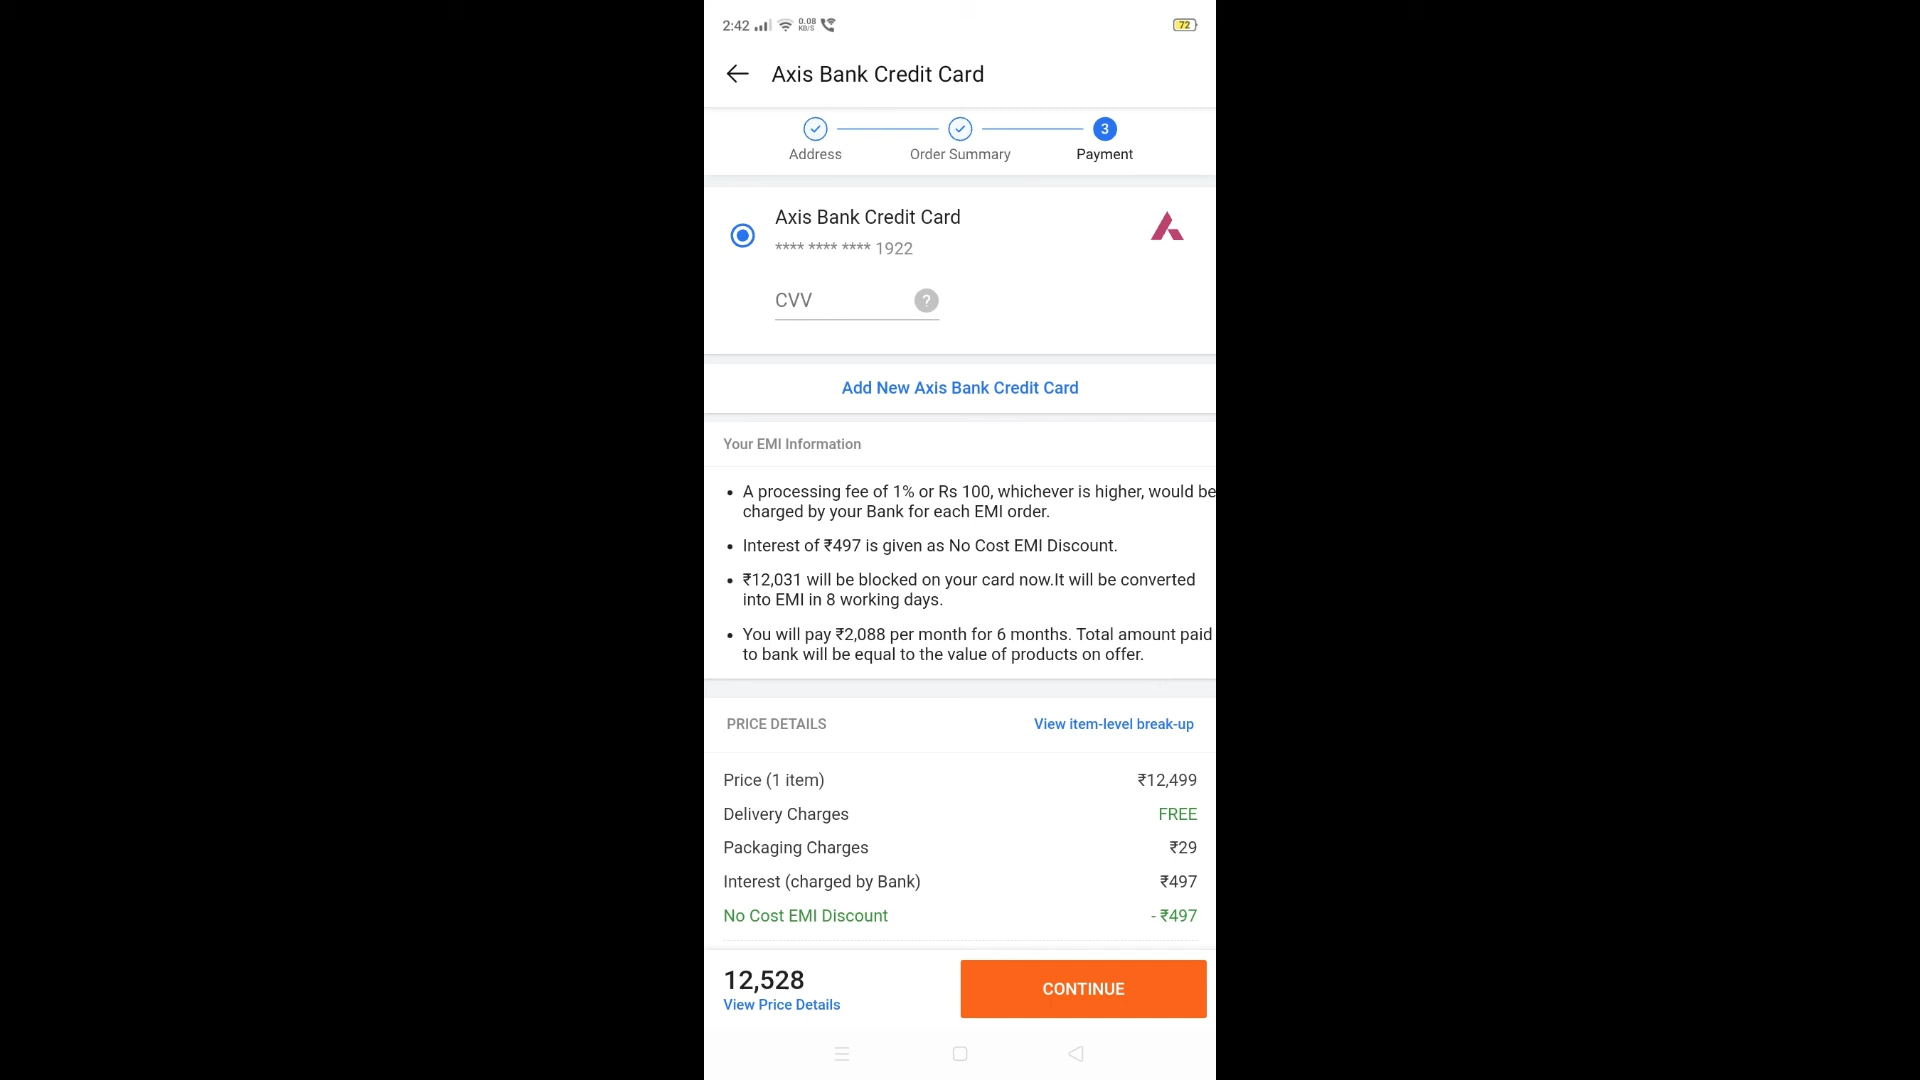 2:42 0.08 KB/S 72
Axis Bank Credit Card
3
Address Order Summary Payment
Axis Bank Credit Card
**** **** **** 1922
CVV ?
Add New Axis Bank Credit Card
Your EMI Information
• A processing fee of 1% or Rs 100, whichever is higher, would be
charged by your Bank for each EMI order.
• Interest of ₹497 is given as No Cost EMI Discount.
• ₹12,031 will be blocked on your card now.It will be converted
into EMI in 8 working days.
• You will pay ₹2,088 per month for 6 months. Total amount paid
to bank will be equal to the value of products on offer.
PRICE DETAILS View item-level break-up
Price (1 item) ₹12,499
Delivery Charges FREE
Packaging Charges ₹29
Interest (charged by Bank) ₹497
No Cost EMI Discount - ₹497
12,528
View Price Details
CONTINUE